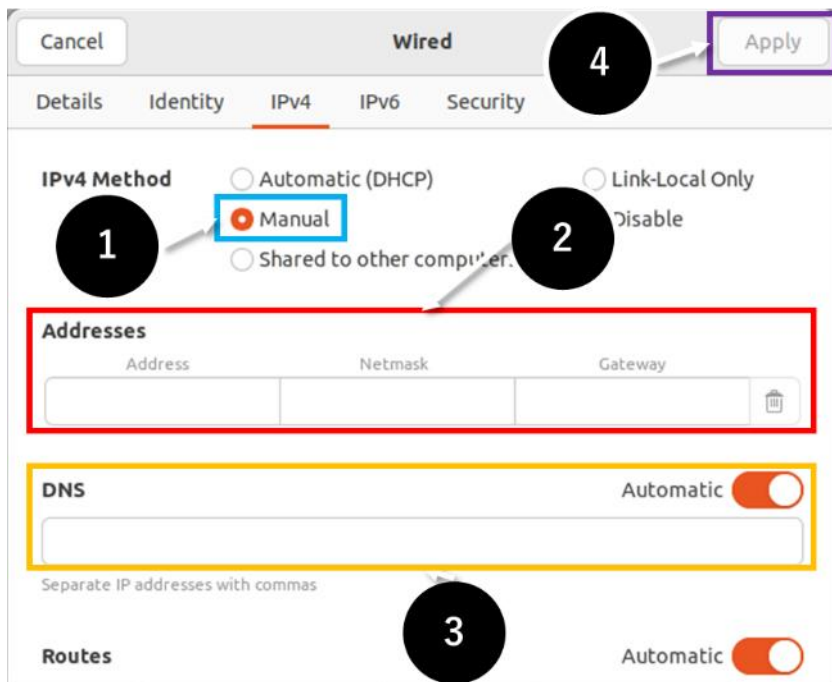 Cancel Wired 4 Apply
Details Identity IPv4 IPv6 Security
IPv4 Method Automatic (DHCP) Link-Local Only
1 Manual 2 Disable
Shared to other computer
Addresses
Address Netmask Gateway
DNS Automatic
Separate IP addresses with commas
3
Routes Automatic